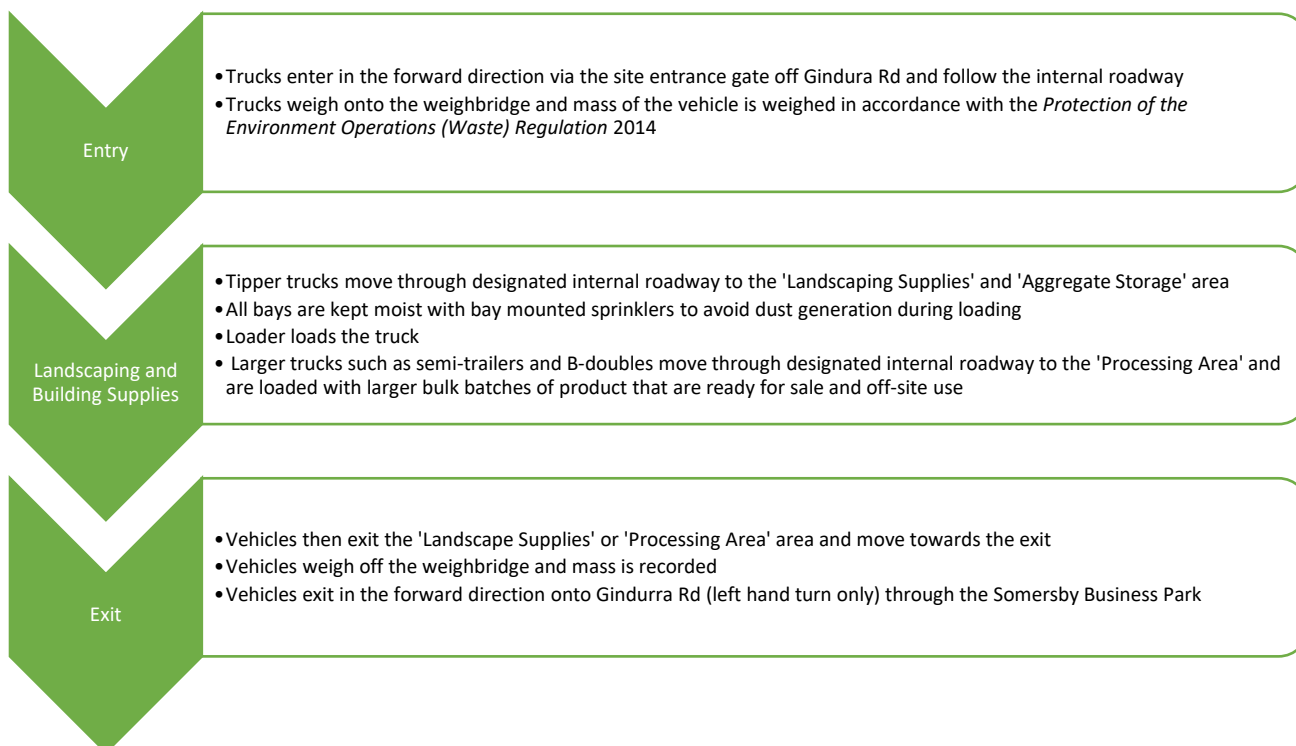 Entry
•Trucks enter in the forward direction via the site entrance gate off Gindura Rd and follow the internal roadway
•Trucks weigh onto the weighbridge and mass of the vehicle is weighed in accordance with the Protection of the
Environment Operations (Waste) Regulation 2014
Landscaping and
Building Supplies
•Tipper trucks move through designated internal roadway to the 'Landscaping Supplies' and 'Aggregate Storage' area
•All bays are kept moist with bay mounted sprinklers to avoid dust generation during loading
•Loader loads the truck
• Larger trucks such as semi-trailers and B-doubles move through designated internal roadway to the 'Processing Area' and
are loaded with larger bulk batches of product that are ready for sale and off-site use
Exit
•Vehicles then exit the 'Landscape Supplies' or 'Processing Area' area and move towards the exit
•Vehicles weigh off the weighbridge and mass is recorded
•Vehicles exit in the forward direction onto Gindurra Rd (left hand turn only) through the Somersby Business Park